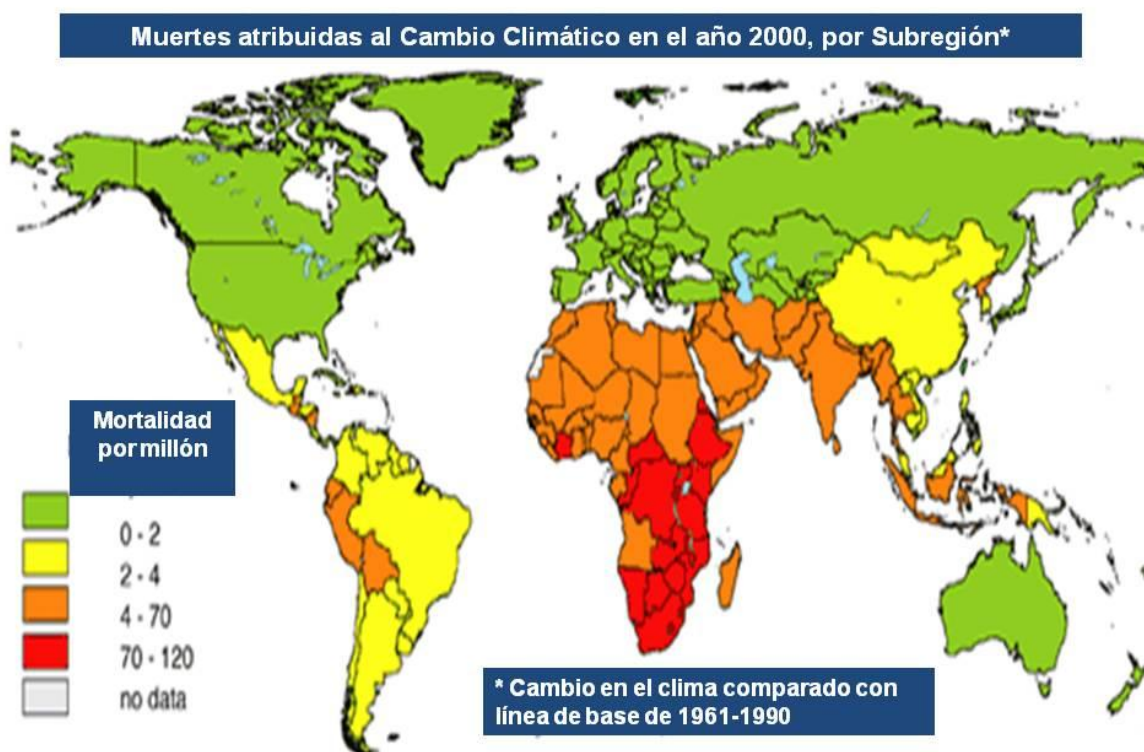 Muertes atribuidas al Cambio Climático en el año 2000, por Subregión*
Mortalidad
por millón
0 - 2
2 - 4
4 - 70
70 - 120
no data
* Cambio en el clima comparado con
línea de base de 1961-1990